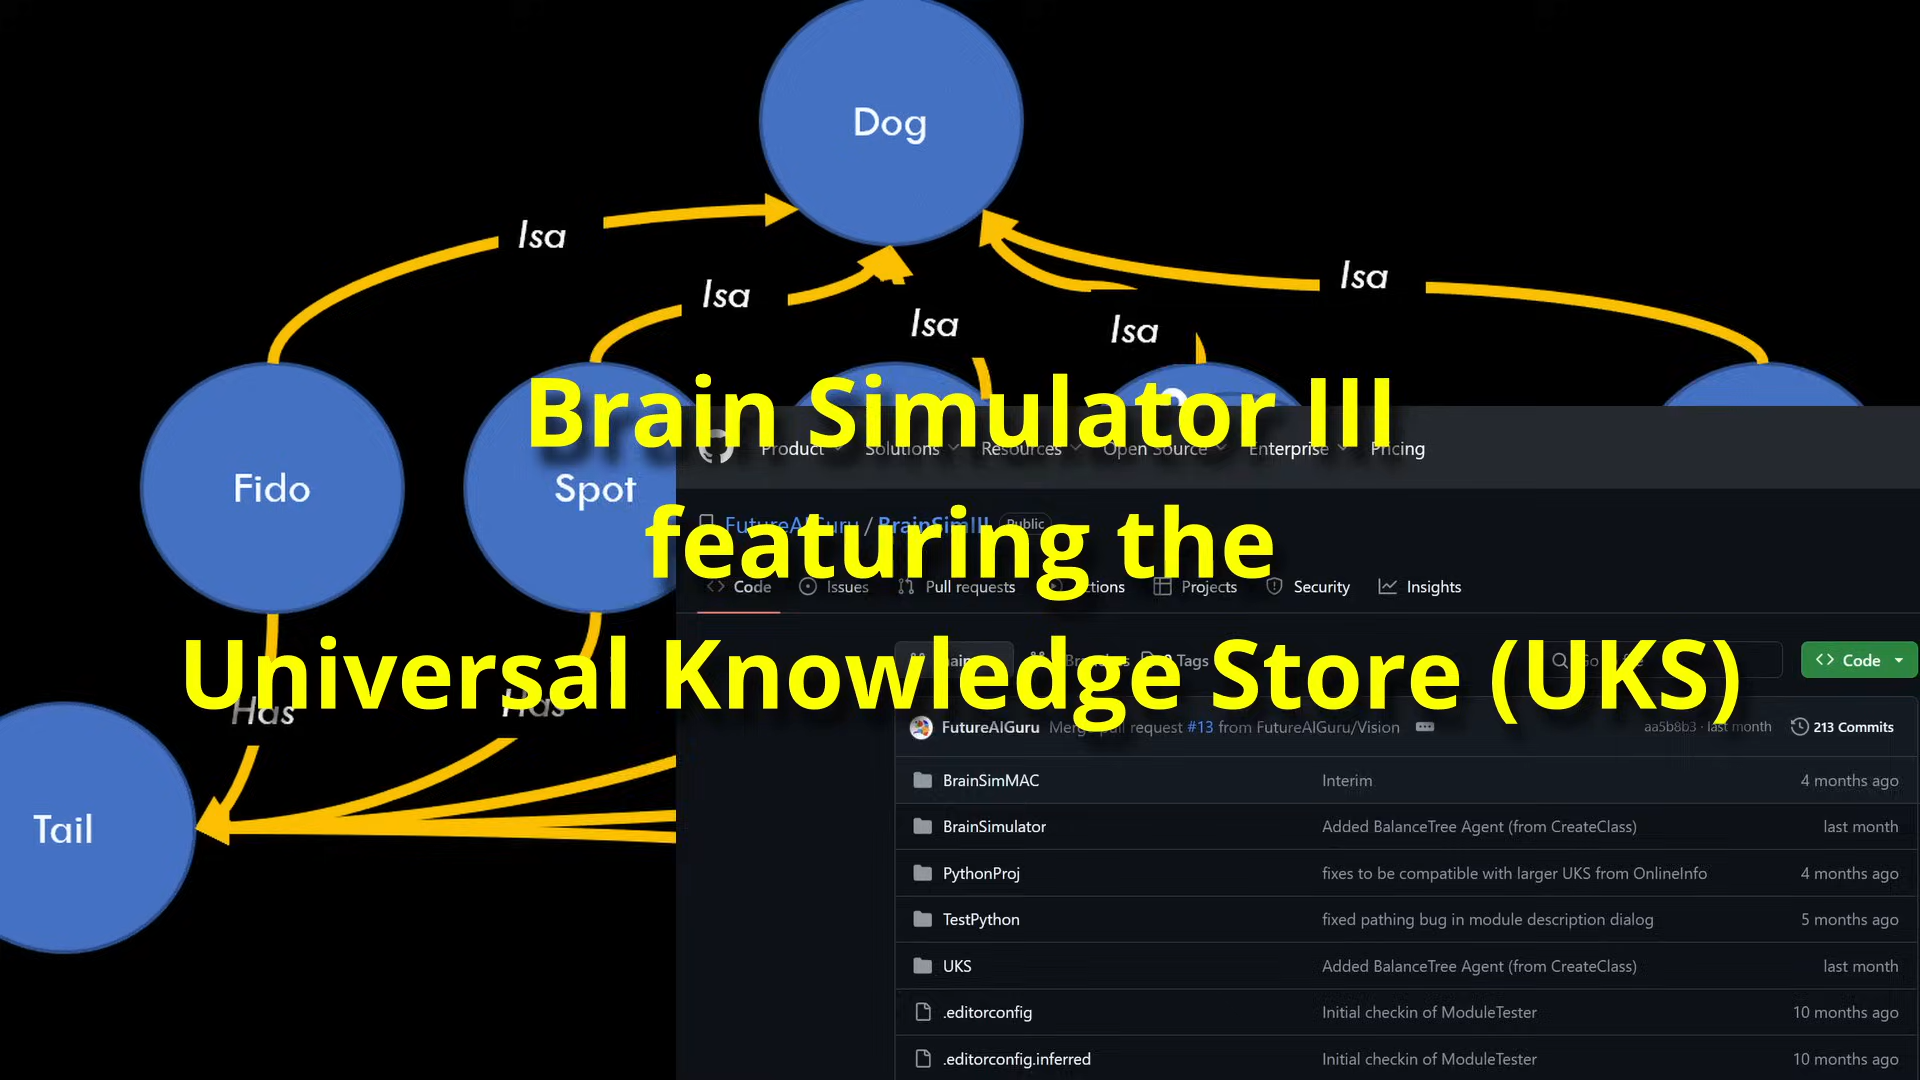 Dog
Isa
Isa
Isa
Isa
Isa
Brain Simulator III
Fido
Spot
Product Solutions Resources Open Source Enterprise Pricing
FutureAIGuru / BrainSimIII Public
featuring the
Code Issues Pull requests Projects Security Insights
Universal Knowledge Store (UKS)
Tags
Code
Has
Has
FutureAIGuru Merge pull request #13 from FutureAIGuru/Vision aa5b8b3 · last month 213 Commits
BrainSimMAC Interim 4 months ago
Tail
BrainSimulator Added BalanceTree Agent (from CreateClass) last month
PythonProj fixes to be compatible with larger UKS from OnlineInfo 4 months ago
TestPython fixed pathing bug in module description dialog 5 months ago
UKS Added BalanceTree Agent (from CreateClass) last month
.editorconfig Initial checkin of ModuleTester 10 months ago
.editorconfig.inferred Initial checkin of ModuleTester 10 months ago